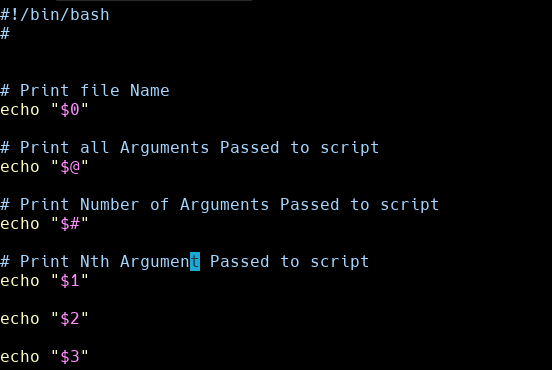 #!/bin/bash
#
# Print file Name
echo "$0"
# Print all Arguments Passed to script
echo "$@"
# Print Number of Arguments Passed to script
echo "$#"
# Print Nth Argument Passed to script
echo "$1"
echo "$2"
echo "$3"